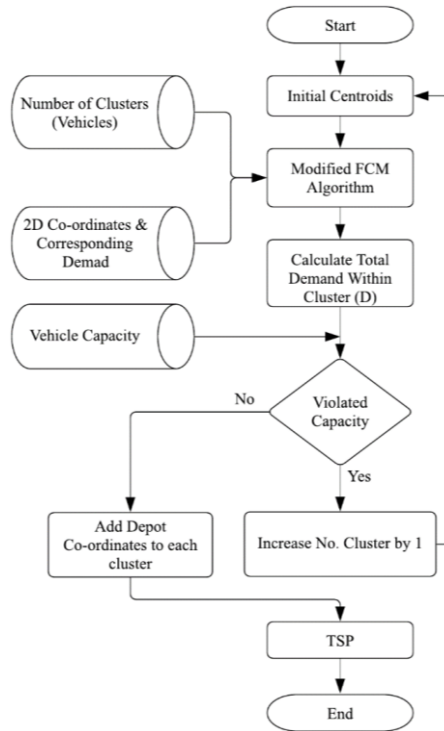 Start
Initial Centroids
Number of Clusters
(Vehicles)
Modified FCM
Algorithm
2D Co-ordinates &
Corresponding
Demad
Calculate Total
Demand Within
Cluster (D)
Vehicle Capacity
Violated
Capacity
No
Yes
Add Depot
Co-ordinates to each
cluster
Increase No. Cluster by 1
TSP
End